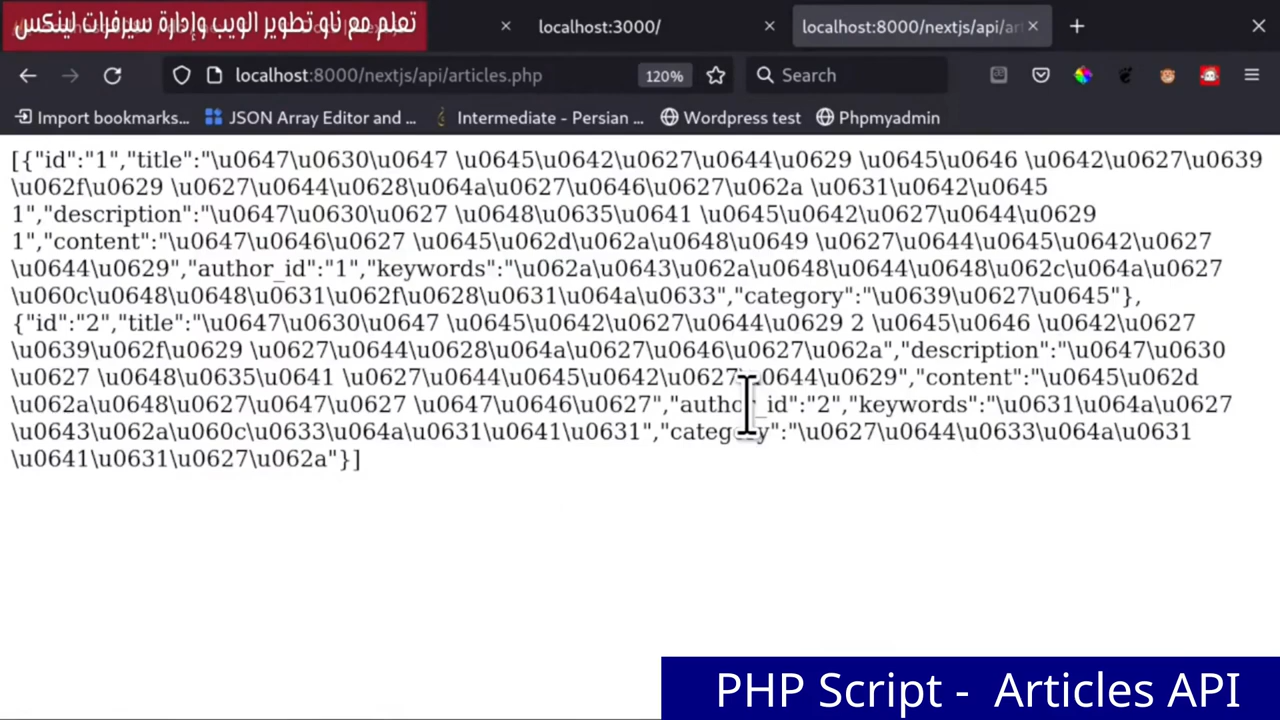 تعلم مع ناو تطوير الويب وإدارة سيرفرات لينكس
localhost:3000/
localhost:8000/nextjs/api/art
localhost:8000/nextjs/api/articles.php
120%
Search
Import bookmarks...
JSON Array Editor and ...
Intermediate - Persian ...
Wordpress test
Phpmyadmin
[{"id":"1","title":"\u0647\u0630\u0647 \u0645\u0642\u0627\u0644\u0629 \u0645\u0646 \u0642\u0627\u0639
\u062f\u0629 \u0627\u0644\u0628\u064a\u0627\u0646\u0627\u062a \u0631\u0642\u0645
1","description":"\u0647\u0630\u0627 \u0648\u0635\u0641 \u0645\u0642\u0627\u0644\u0629
1","content":"\u0647\u0646\u0627 \u0645\u062d\u062a\u0648\u0649 \u0627\u0644\u0645\u0642\u0627
\u0644\u0629","author_id":"1","keywords":"\u062a\u0643\u062a\u0648\u0644\u0648\u062c\u064a\u0627
\u060c\u0648\u0648\u0631\u062f\u0628\u0631\u064a\u0633","category":"\u0639\u0627\u0645"},
{"id":"2","title":"\u0647\u0630\u0647 \u0645\u0642\u0627\u0644\u0629 2 \u0645\u0646 \u0642\u0627
\u0639\u062f\u0629 \u0627\u0644\u0628\u064a\u0627\u0646\u0627\u062a","description":"\u0647\u0630
\u0627 \u0648\u0635\u0641 \u0627\u0644\u0645\u0642\u0627\u0644\u0629","content":"\u0645\u062d
\u062a\u0648\u0627\u0647\u0627 \u0647\u0646\u0627","author_id":"2","keywords":"\u0631\u064a\u0627
\u0643\u062a\u060c\u0633\u064a\u0631\u0641\u0631","category":"\u0627\u0644\u0633\u064a\u0631
\u0641\u0631\u0627\u062a"}]
PHP Script - Articles API